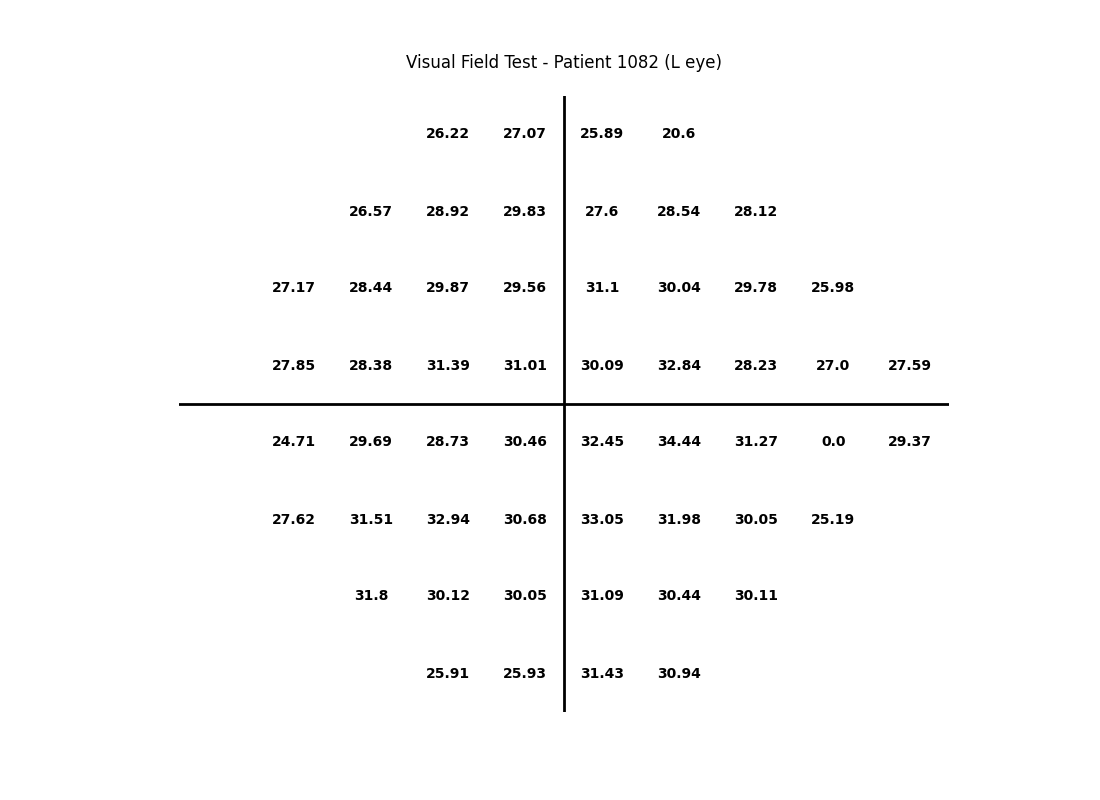 Visual Field Test - Patient 1082 (L eye)
26.22 27.07 25.89 20.6
26.57 28.92 29.83 27.6 28.54 28.12
27.17 28.44 29.87 29.56 31.1 30.04 29.78 25.98
27.85 28.38 31.39 31.01 30.09 32.84 28.23 27.0 27.59
24.71 29.69 28.73 30.46 32.45 34.44 31.27 0.0 29.37
27.62 31.51 32.94 30.68 33.05 31.98 30.05 25.19
31.8 30.12 30.05 31.09 30.44 30.11
25.91 25.93 31.43 30.94